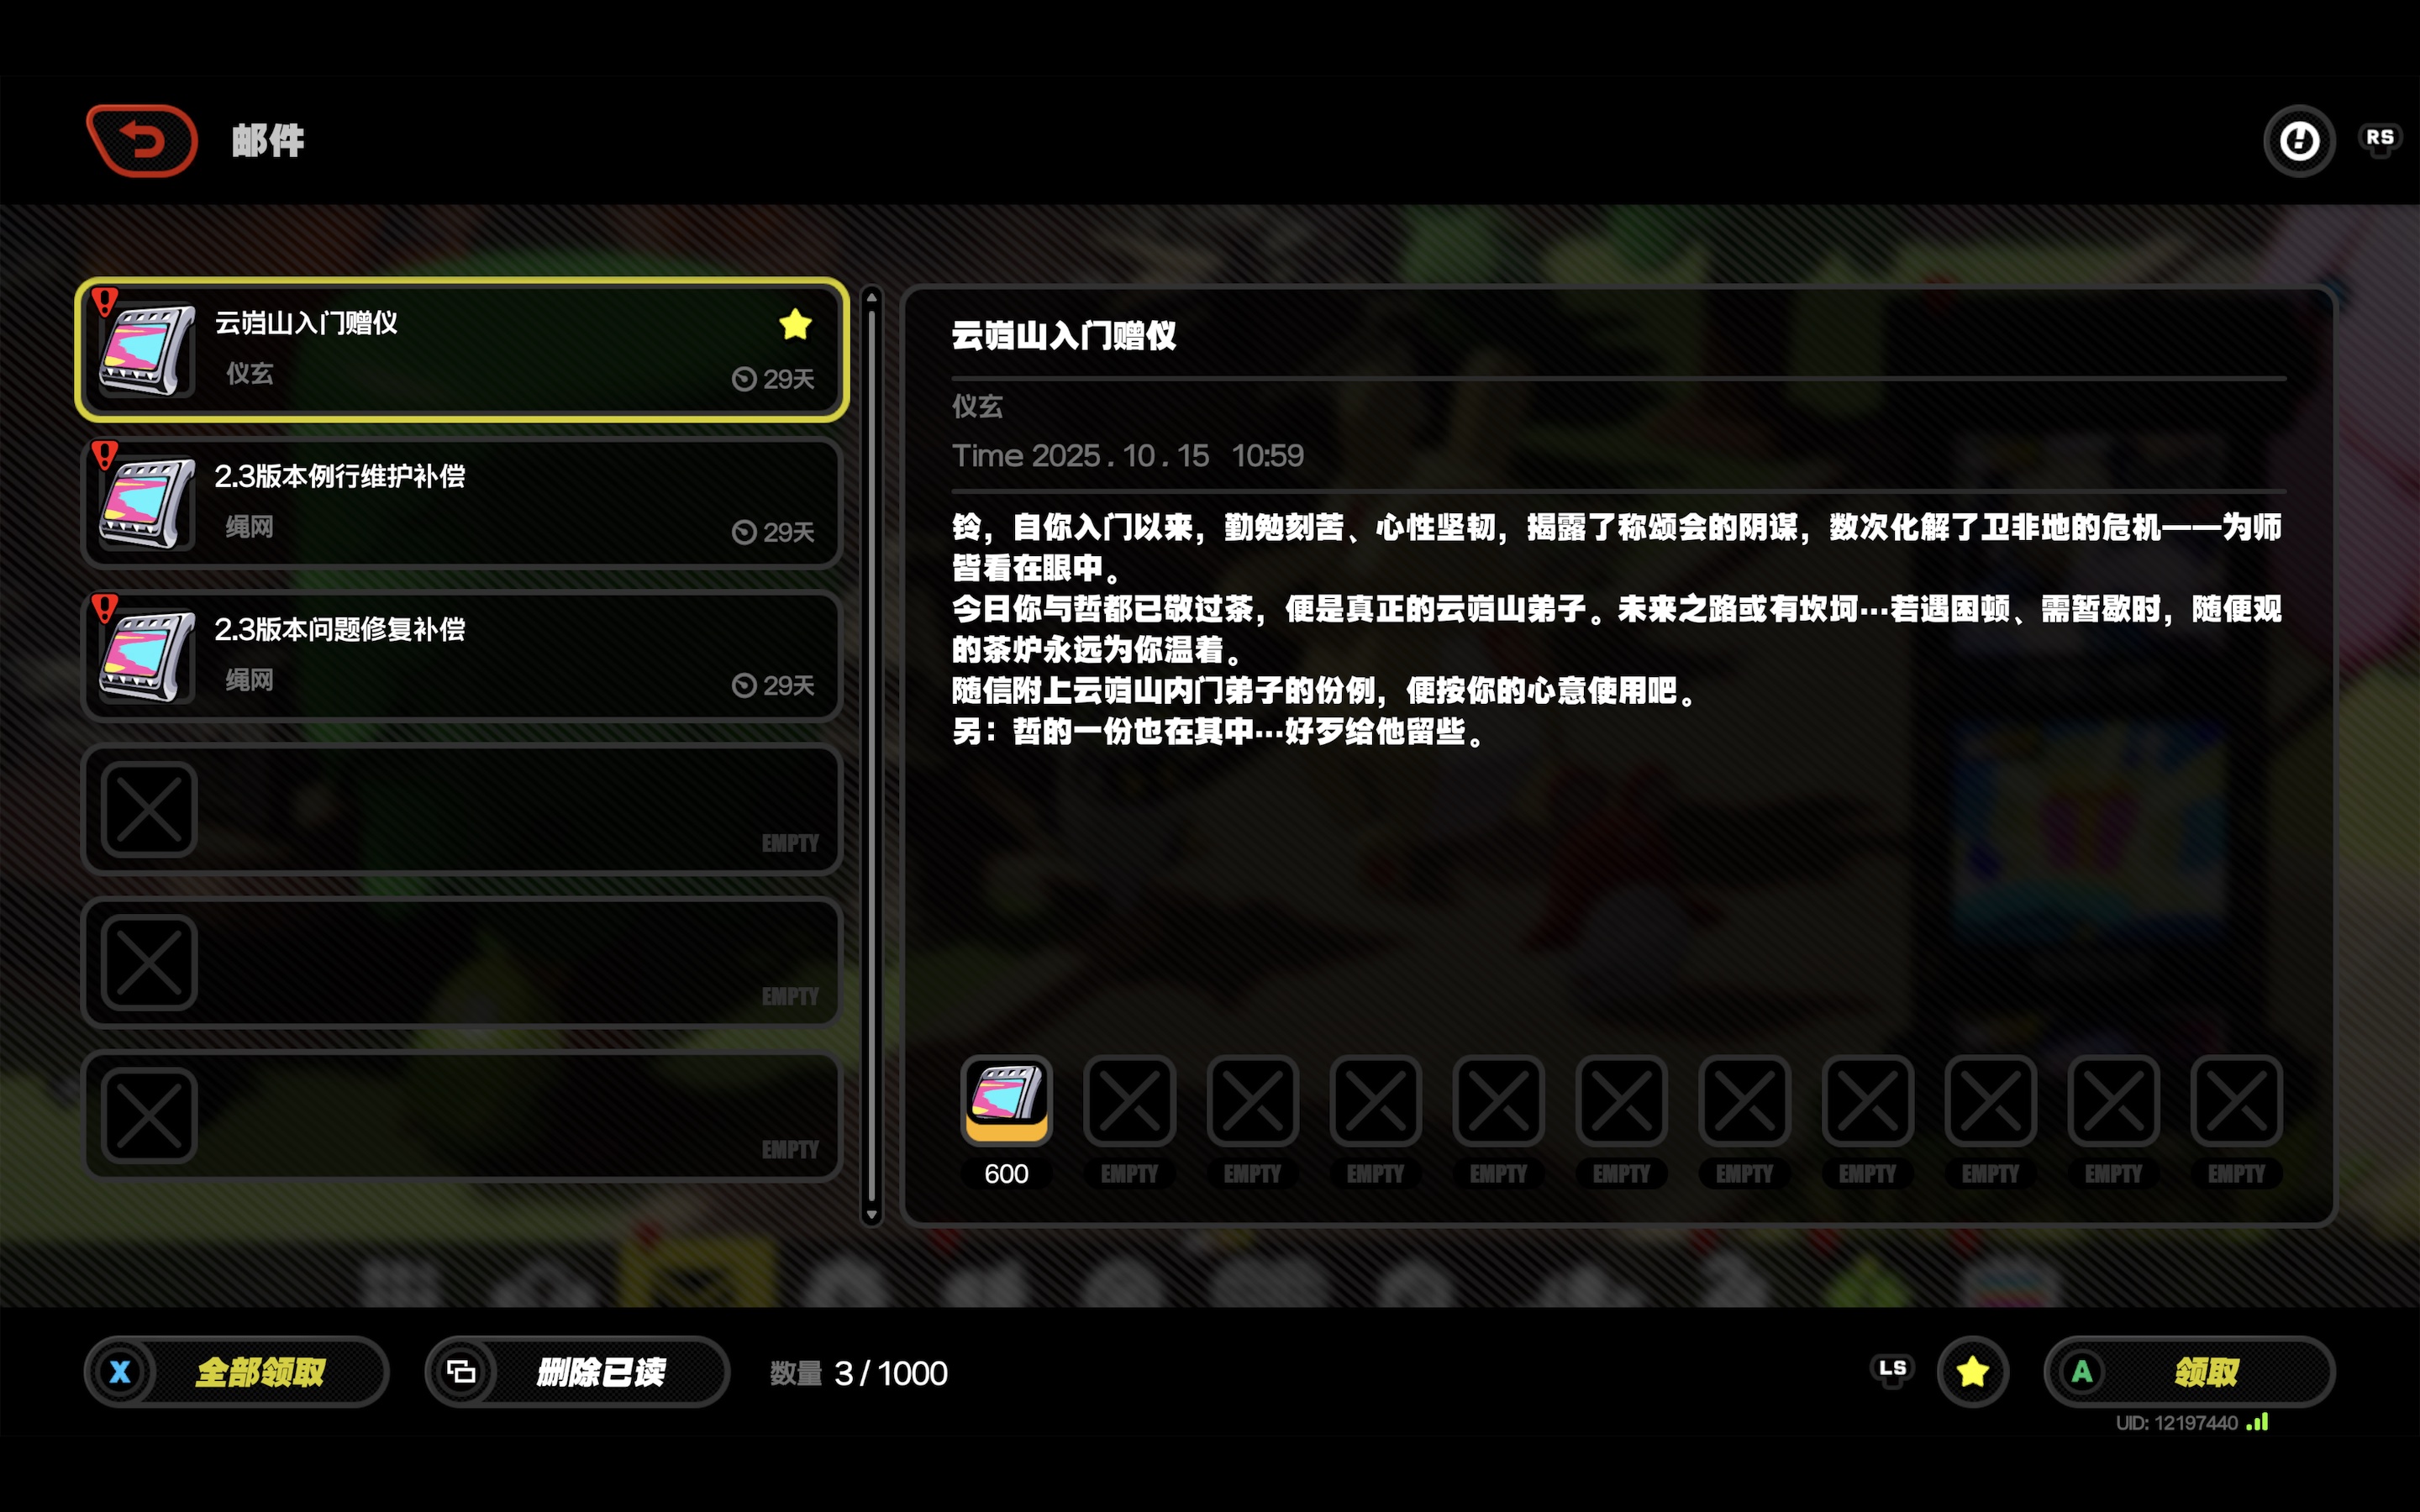 邮件
RS
云岿山入门赠仪
仪玄
29天
2.3版本例行维护补偿
绳网
29天
2.3版本问题修复补偿
绳网
29天
EMPTY
EMPTY
EMPTY
云岿山入门赠仪
仪玄
Time 2025 . 10 . 15 10:59
铃，自你入门以来，勤勉刻苦、心性坚韧，揭露了称颂会的阴谋，数次化解了卫非地的危机——为师
皆看在眼中。
今日你与哲都已敬过茶，便是真正的云岿山弟子。未来之路或有坎坷…若遇困顿、需暂歇时，随便观
的茶炉永远为你温着。
随信附上云岿山内门弟子的份例，便按你的心意使用吧。
另：哲的一份也在其中…好歹给他留些。
600 EMPTY EMPTY EMPTY EMPTY EMPTY EMPTY EMPTY EMPTY EMPTY EMPTY
X 全部领取 删除已读 数量 3 / 1000 LS A 领取
UID: 12197440